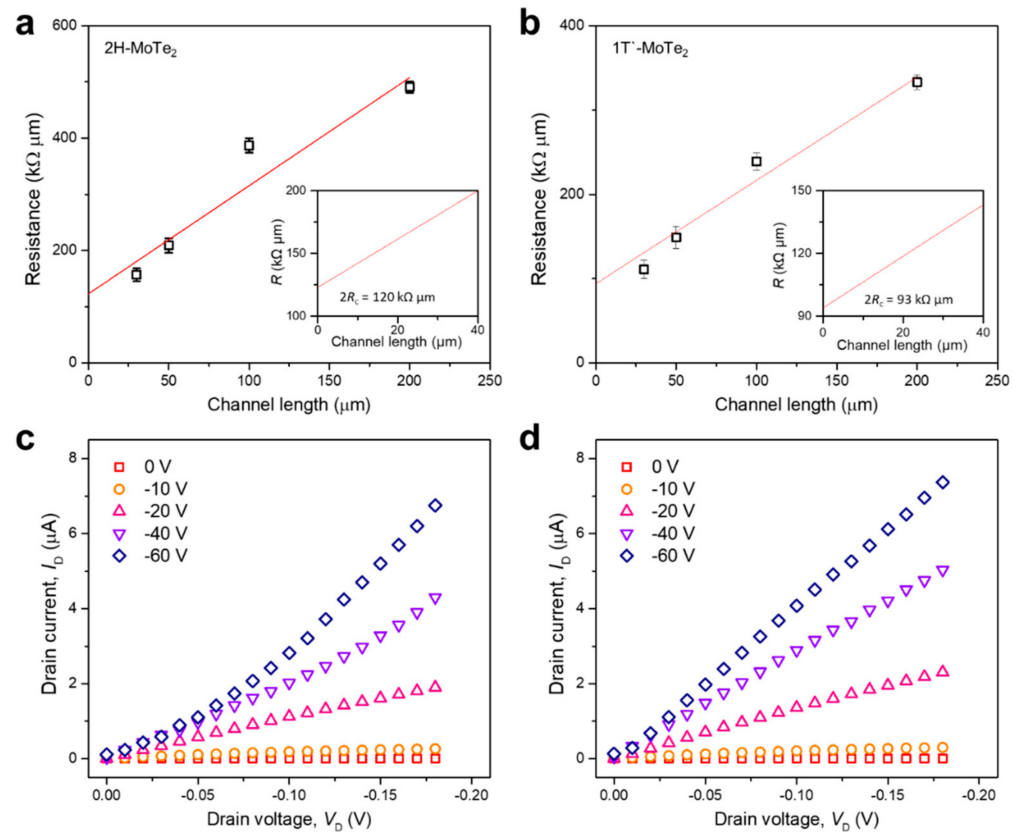 a
2H-MoTe2
Resistance (kΩ μm)
600
400
200
0
0 50 100 150 200 250
Channel length (μm)
R (kΩ μm)
200
150
100
2Rc = 120 kΩ μm
0 20 40
Channel length (μm)
b
1T`-MoTe2
Resistance (kΩ μm)
400
200
0
0 50 100 150 200 250
Channel length (μm)
R (kΩ μm)
150
120
90
2Rc = 93 kΩ μm
0 20 40
Channel length (μm)
c
Drain current, ID (μA)
8
6
4
2
0
0 V
-10 V
-20 V
-40 V
-60 V
0.00 -0.05 -0.10 -0.15 -0.20
Drain voltage, VD (V)
d
Drain current, ID (μA)
8
6
4
2
0
0 V
-10 V
-20 V
-40 V
-60 V
0.00 -0.05 -0.10 -0.15 -0.20
Drain voltage, VD (V)